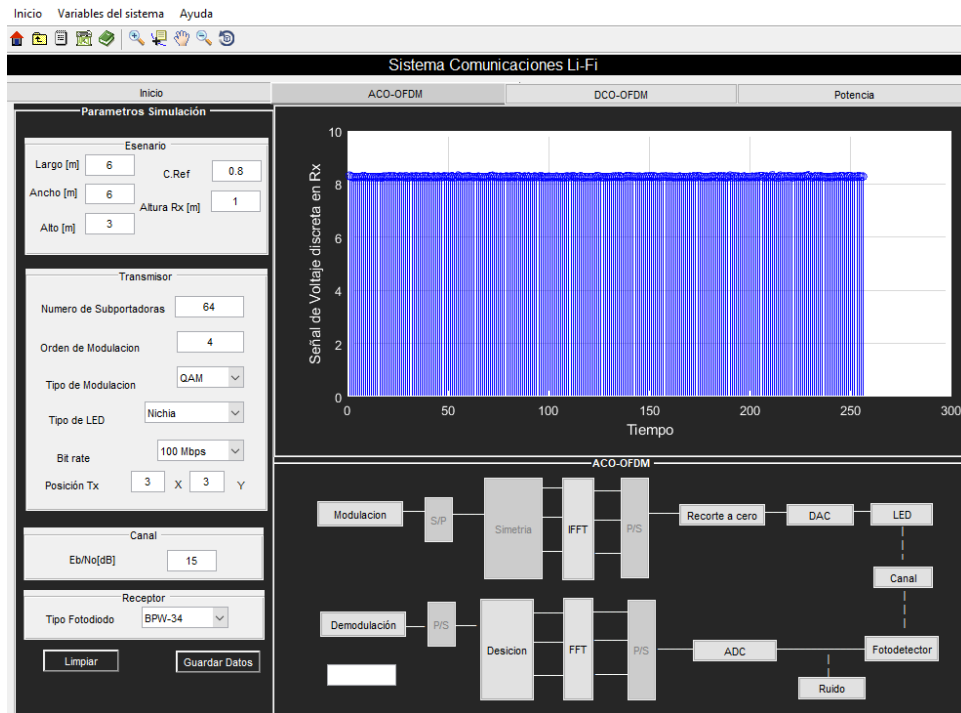 Inicio Variables del sistema Ayuda
Sistema Comunicaciones Li-Fi
Inicio ACO-OFDM DCO-OFDM Potencia
Parametros Simulación
Esenario
Largo [m] 6 C.Ref 0.8
Ancho [m] 6 Altura Rx [m] 1
Alto [m] 3
Transmisor
Numero de Subportadoras 64
Orden de Modulacion 4
Tipo de Modulacion QAM
Tipo de LED Nichia
Bit rate 100 Mbps
Posición Tx 3 X 3 Y
Canal
Eb/No[dB] 15
Receptor
Tipo Fotodiodo BPW-34
Limpiar Guardar Datos
Señal de Voltaje discreta en Rx
10
8
6
4
2
0
0 50 100 150 200 250 300
Tiempo
ACO-OFDM
Modulacion S/P Simetria IFFT P/S Recorte a cero DAC LED
Canal
Demodulación P/S Desicion FFT P/S ADC Fotodetector
Ruido